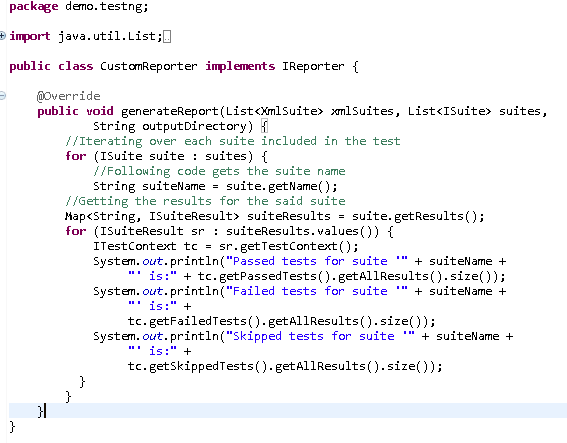 package demo.testng;
import java.util.List;
public class CustomReporter implements IReporter {
@Override
public void generateReport(List<XmlSuite> xmlSuites, List<ISuite> suites,
String outputDirectory) {
//Iterating over each suite included in the test
for (ISuite suite : suites) {
//Following code gets the suite name
String suiteName = suite.getName();
//Getting the results for the said suite
Map<String, ISuiteResult> suiteResults = suite.getResults();
for (ISuiteResult sr : suiteResults.values()) {
ITestContext tc = sr.getTestContext();
System.out.println("Passed tests for suite '" + suiteName +
"' is:" + tc.getPassedTests().getAllResults().size());
System.out.println("Failed tests for suite '" + suiteName +
"' is:" +
tc.getFailedTests().getAllResults().size());
System.out.println("Skipped tests for suite '" + suiteName +
"' is:" +
tc.getSkippedTests().getAllResults().size());
}
}
}
}